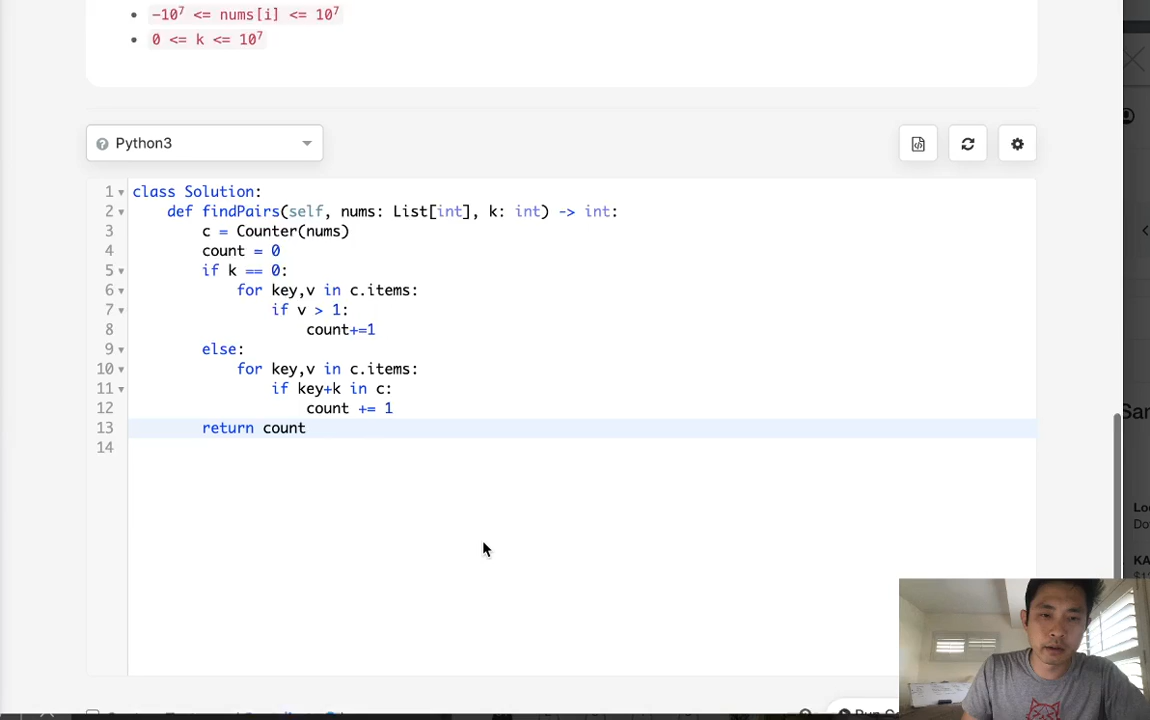 -10⁷ <= nums[i] <= 10⁷
0 <= k <= 10⁷
Python3
1 class Solution:
2 def findPairs(self, nums: List[int], k: int) -> int:
3 c = Counter(nums)
4 count = 0
5 if k == 0:
6 for key,v in c.items:
7 if v > 1:
8 count+=1
9 else:
10 for key,v in c.items:
11 if key+k in c:
12 count += 1
13 return count
14